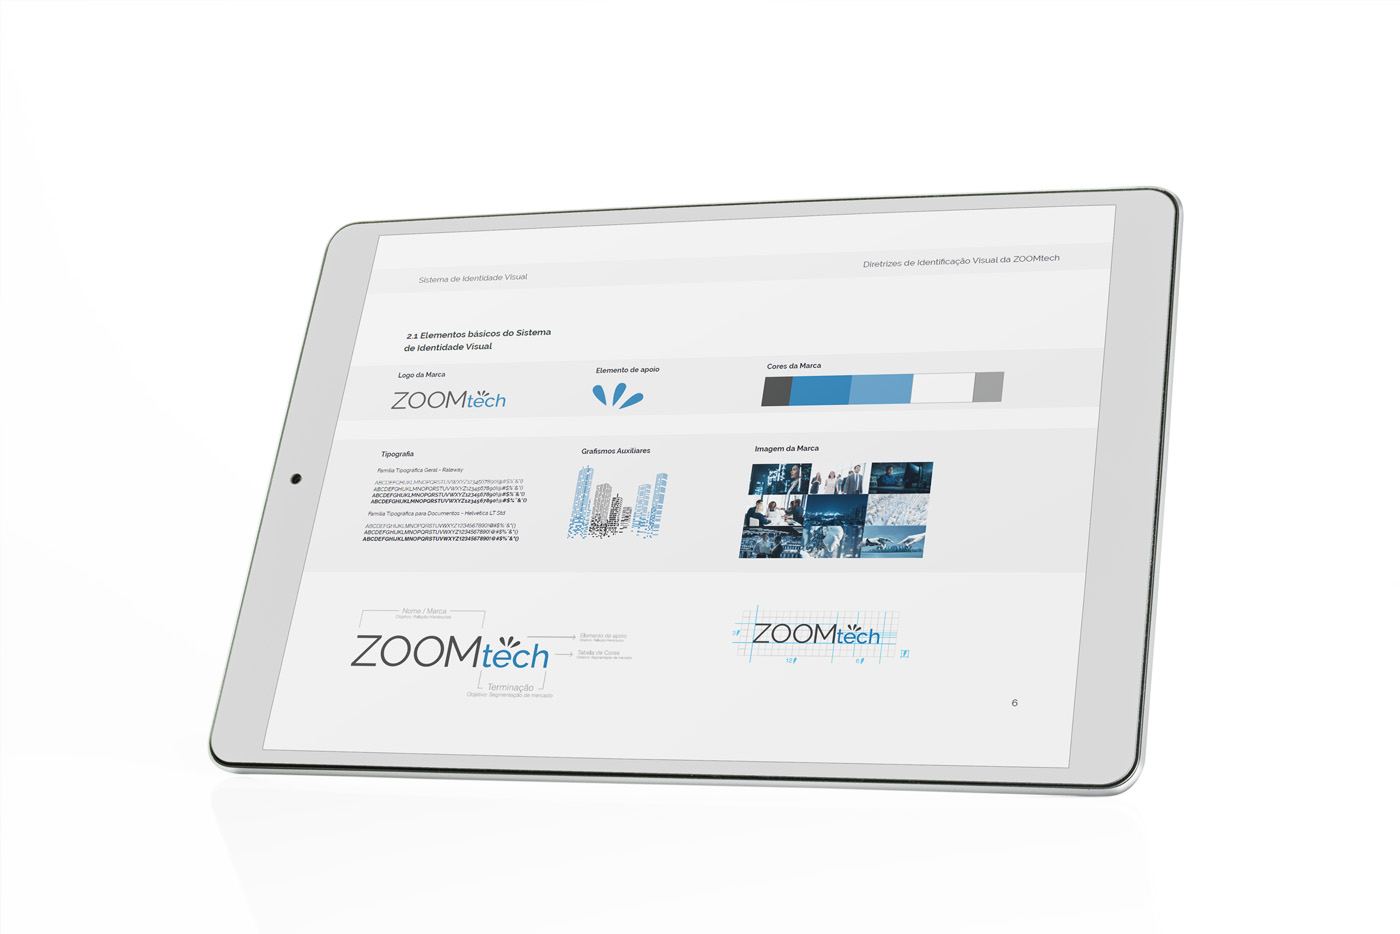 Sistema de Identidade Visual
Diretrizes de Identificação Visual da ZOOMtech
2.1 Elementos básicos do Sistema
de Identidade Visual
Logo da Marca
ZOOMtech
Elemento de apoio
Cores da Marca
Tipografia
Família Tipográfica Geral - Raleway
ABCDEFGHIJKLMNOPQRSTUVWXYZ1234567890!@#$%¨&*()
ABCDEFGHIJKLMNOPQRSTUVWXYZ1234567890!@#$%¨&*()
ABCDEFGHIJKLMNOPQRSTUVWXYZ1234567890!@#$%¨&*()
ABCDEFGHIJKLMNOPQRSTUVWXYZ1234567890!@#$%¨&*()
Família Tipográfica para Documentos - Helvetica LT Std
ABCDEFGHIJKLMNOPQRSTUVWXYZ1234567890!@#$%¨&*()
ABCDEFGHIJKLMNOPQRSTUVWXYZ1234567890!@#$%¨&*()
ABCDEFGHIJKLMNOPQRSTUVWXYZ1234567890!@#$%¨&*()
Grafismos Auxiliares
Imagem da Marca
Nome / Marca
ZOOMtech
Elemento de apoio
Tabela de Cores
Terminação
Objetivo: Segmentação de mercado
ZOOMtech
12
6
6